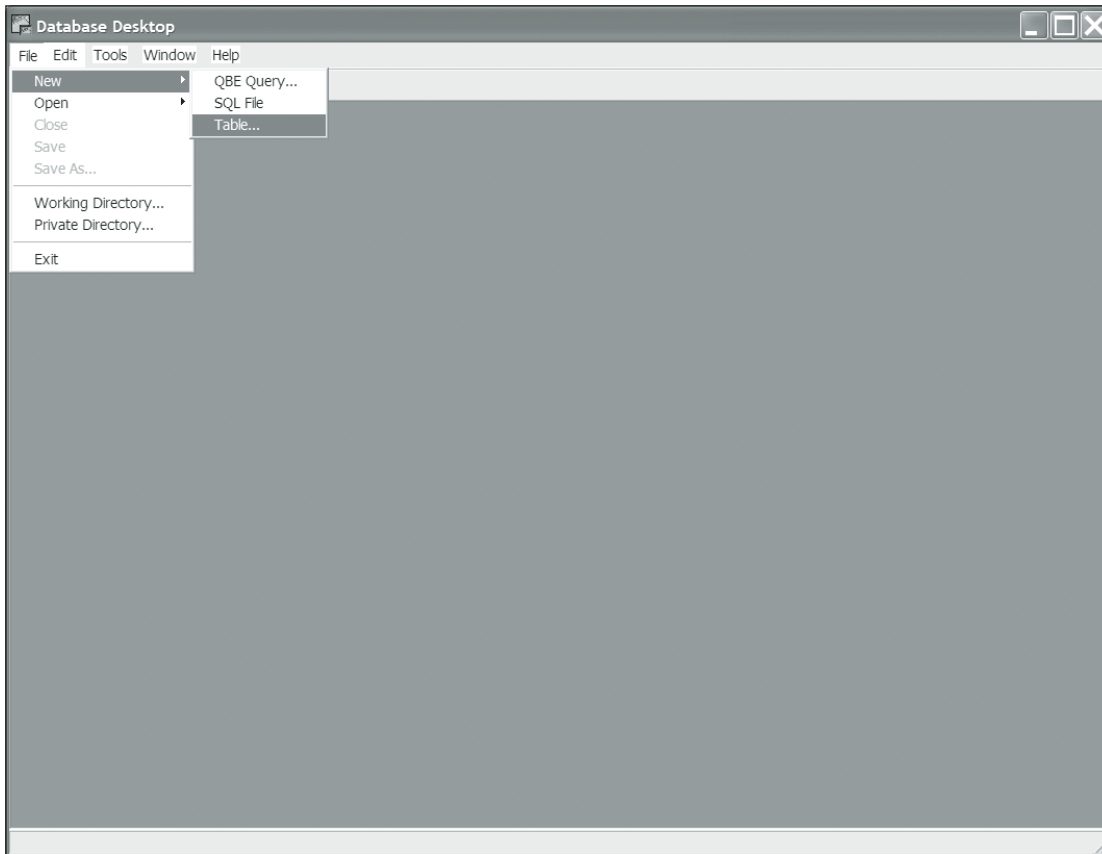 Database Desktop
File Edit Tools Window Help
New
Open
Close
Save
Save As...
Working Directory...
Private Directory...
Exit
QBE Query...
SQL File
Table...